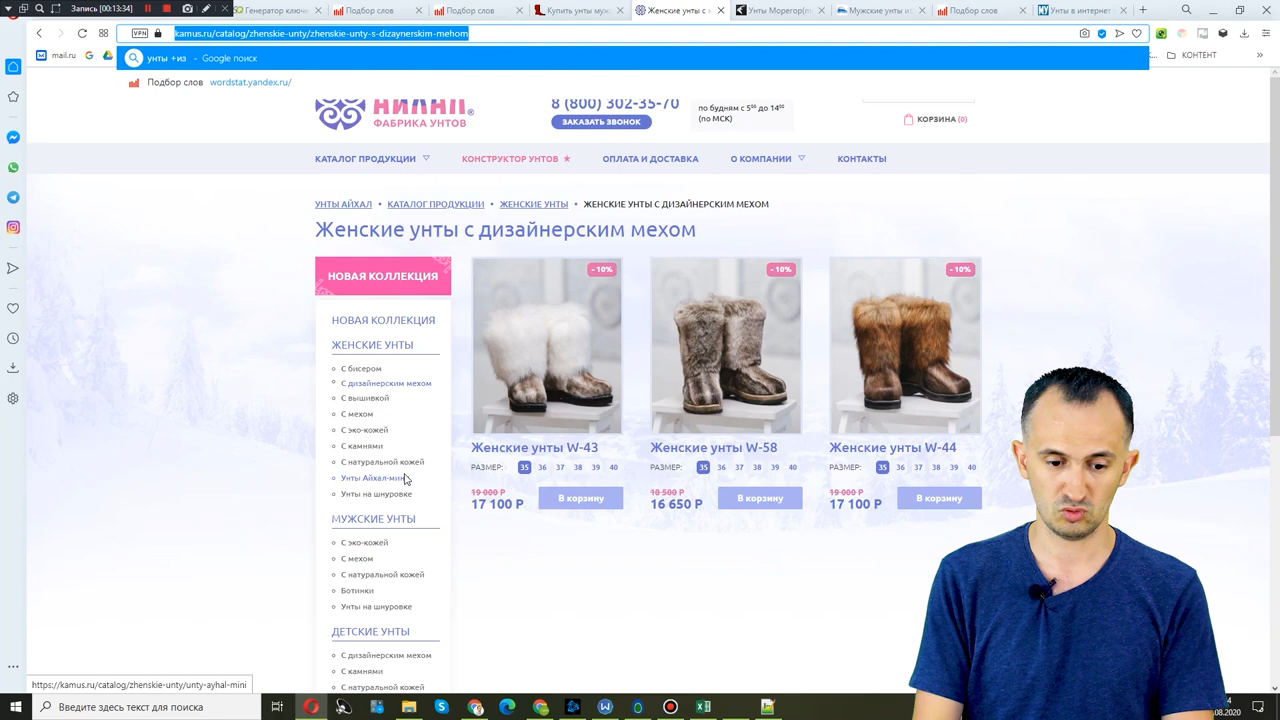 Запись [00:13:34]
Генератор ключе
Подбор слов
Подбор слов
Купить унты муж
Женские унты с
Унты Морегор(m
Мужские унты из
Подбор слов
Унты в интернет
VPN
kamus.ru/catalog/zhenskie-unty/zhenskie-unty-s-dizaynerskim-mehom
mail.ru
КОНТЕНТ
унты +из - Google поиск
Подбор слов wordstat.yandex.ru/
ФАБРИКА УНТОВ
8 (800) 302-35-70
ЗАКАЗАТЬ ЗВОНОК
по будням с 5⁰⁰ до 14⁰⁰
(по МСК)
КОРЗИНА (0)
КАТАЛОГ ПРОДУКЦИИ
КОНСТРУКТОР УНТОВ ★
ОПЛАТА И ДОСТАВКА
О КОМПАНИИ
КОНТАКТЫ
УНТЫ АЙХАЛ • КАТАЛОГ ПРОДУКЦИИ • ЖЕНСКИЕ УНТЫ • ЖЕНСКИЕ УНТЫ С ДИЗАЙНЕРСКИМ МЕХОМ
Женские унты с дизайнерским мехом
НОВАЯ КОЛЛЕКЦИЯ
НОВАЯ КОЛЛЕКЦИЯ
ЖЕНСКИЕ УНТЫ
С бисером
С дизайнерским мехом
С вышивкой
С мехом
С эко-кожей
С камнями
С натуральной кожей
Унты Айхал-мини
Унты на шнуровке
МУЖСКИЕ УНТЫ
С эко-кожей
С мехом
С натуральной кожей
Ботинки
Унты на шнуровке
ДЕТСКИЕ УНТЫ
С дизайнерским мехом
С камнями
С натуральной кожей
- 10%
Женские унты W-43
РАЗМЕР: 35 36 37 38 39 40
19 000 Р
17 100 Р
В корзину
- 10%
Женские унты W-58
РАЗМЕР: 35 36 37 38 39 40
18 500 Р
16 650 Р
В корзину
- 10%
Женские унты W-44
РАЗМЕР: 35 36 37 38 39 40
19 000 Р
17 100 Р
В корзину
https://kamus.ru/catalog/zhenskie-unty/unty-ayhal-mini
Введите здесь текст для поиска
.08.2020